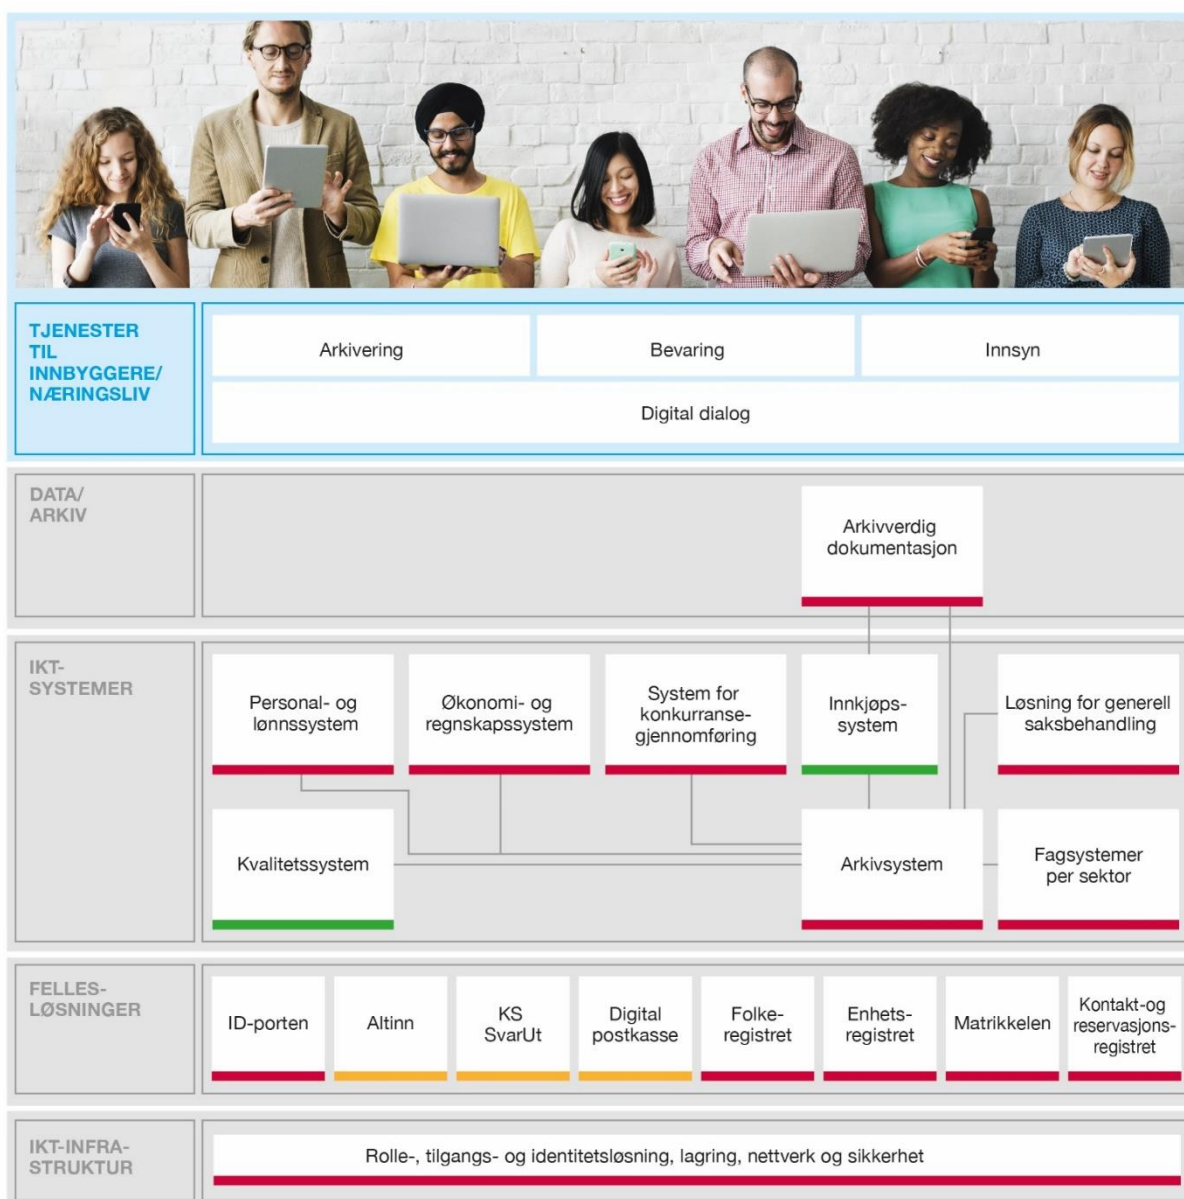 TJENESTER
TIL
INNBYGGERE/
NÆRINGSLIV
Arkivering
Bevaring
Innsyn
Digital dialog
DATA/
ARKIV
Arkivverdig
dokumentasjon
IKT-
SYSTEMER
Personal- og
lønnssystem
Økonomi- og
regnskapssystem
System for
konkurranse-
gjennomføring
Innkjøps-
system
Løsning for generell
saksbehandling
Kvalitetssystem
Arkivsystem
Fagsystemer
per sektor
FELLES-
LØSNINGER
ID-porten
Altinn
KS
SvarUt
Digital
postkasse
Folke-
registret
Enhets-
registret
Matrikkelen
Kontakt-og
reservasjons-
registret
IKT-INFRA-
STRUKTUR
Rolle-, tilgangs- og identitetsløsning, lagring, nettverk og sikkerhet